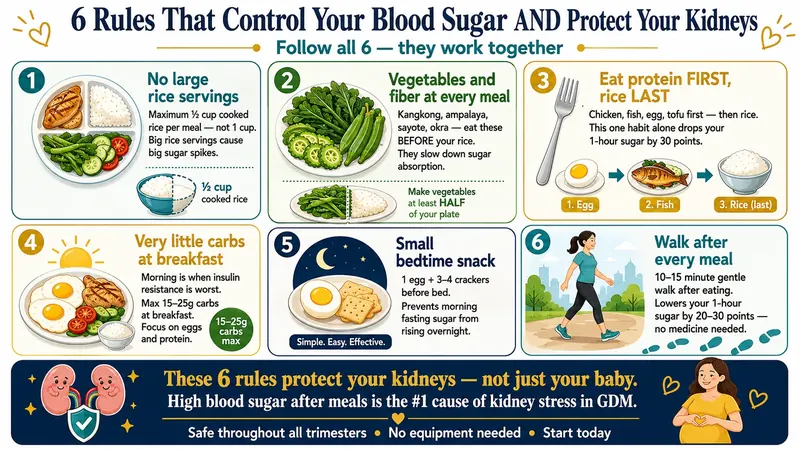 6 Rules That Control Your Blood Sugar AND Protect Your Kidneys
Follow all 6 — they work together
1
No large
rice servings
Maximum ½ cup cooked
rice per meal — not 1 cup.
Big rice servings cause
big sugar spikes.
½ cup
cooked rice
2
Vegetables and
fiber at every meal
Kangkong, ampalaya,
sayote, okra — eat these
BEFORE your rice.
They slow down sugar
absorption.
Make vegetables
at least HALF
of your plate
3
Eat protein FIRST,
rice LAST
Chicken, fish, egg, tofu first — then rice.
This one habit alone drops your
1-hour sugar by 30 points.
1. Egg
2. Fish
3. Rice (last)
4
Very little carbs
at breakfast
Morning is when insulin
resistance is worst.
Max 15–25g carbs
at breakfast.
Focus on eggs
and protein.
15–25g
carbs
max
5
Small
bedtime snack
1 egg + 3–4 crackers
before bed.
Prevents morning
fasting sugar from
rising overnight.
Simple. Easy. Effective.
6
Walk after
every meal
10–15 minute gentle
walk after eating.
Lowers your 1-hour
sugar by 20–30 points —
no medicine needed.
These 6 rules protect your kidneys — not just your baby.
High blood sugar after meals is the #1 cause of kidney stress in GDM.
Safe throughout all trimesters • No equipment needed • Start today